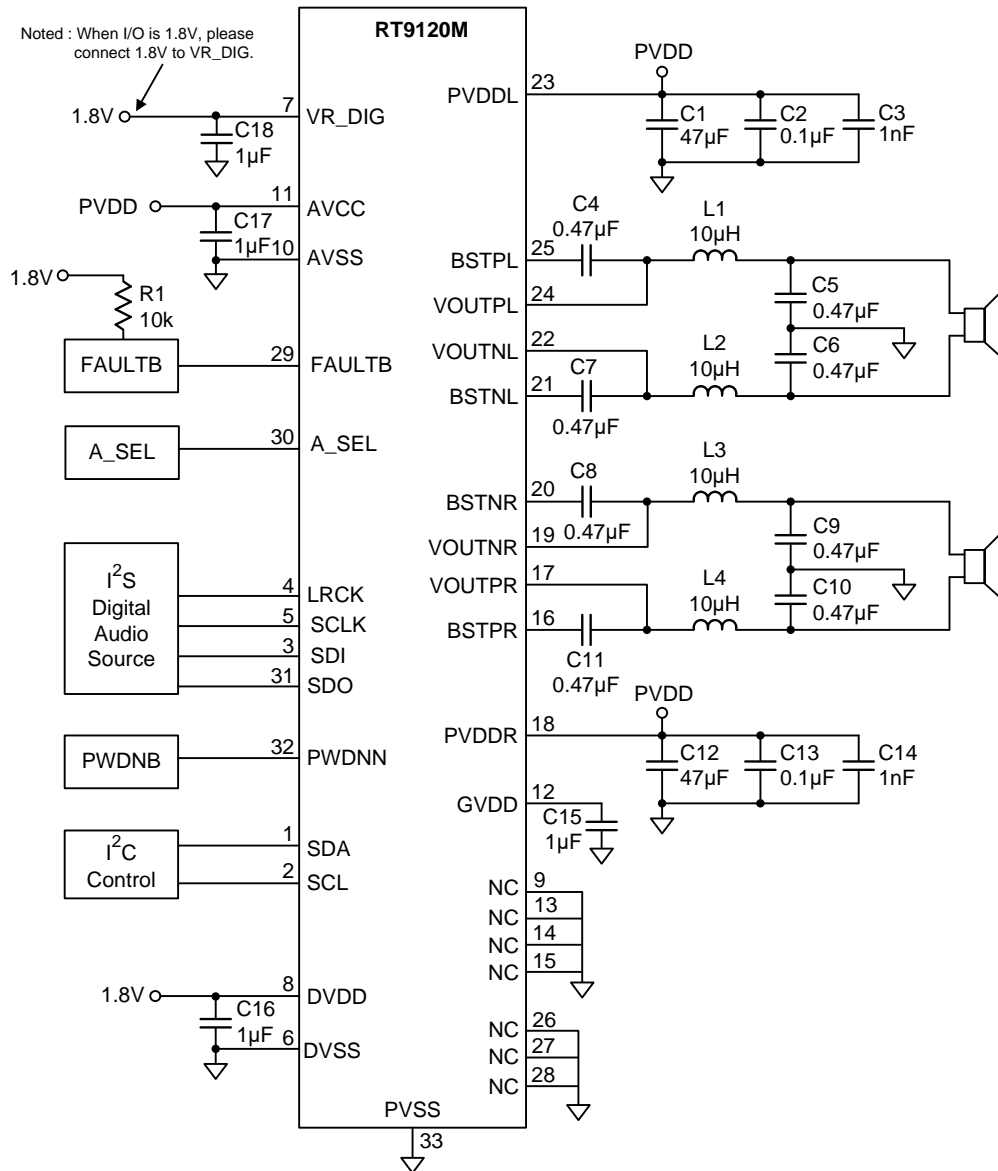 RT9120M
Noted : When I/O is 1.8V, please
connect 1.8V to VR_DIG.
1.8V
7
VR_DIG
C18
1µF
PVDD
11
AVCC
C17
1µF
10
AVSS
1.8V
R1
10k
FAULTB
29
FAULTB
A_SEL
30
A_SEL
I²S
Digital
Audio
Source
4
LRCK
5
SCLK
3
SDI
31
SDO
PWDNB
32
PWDNN
I²C
Control
1
SDA
2
SCL
1.8V
8
DVDD
C16
1µF
6
DVSS
PVSS
33
PVDD
23
PVDDL
C1
47µF
C2
0.1µF
C3
1nF
C4
0.47µF
L1
10µH
25
BSTPL
24
VOUTPL
C5
0.47µF
22
VOUTNL
L2
10µH
C6
0.47µF
21
BSTNL
C7
0.47µF
L3
10µH
20
BSTNR
C8
0.47µF
19
VOUTNR
C9
0.47µF
17
VOUTPR
L4
10µH
C10
0.47µF
16
BSTPR
C11
0.47µF
PVDD
18
PVDDR
C12
47µF
C13
0.1µF
C14
1nF
12
GVDD
C15
1µF
9
NC
13
NC
14
NC
15
NC
26
NC
27
NC
28
NC